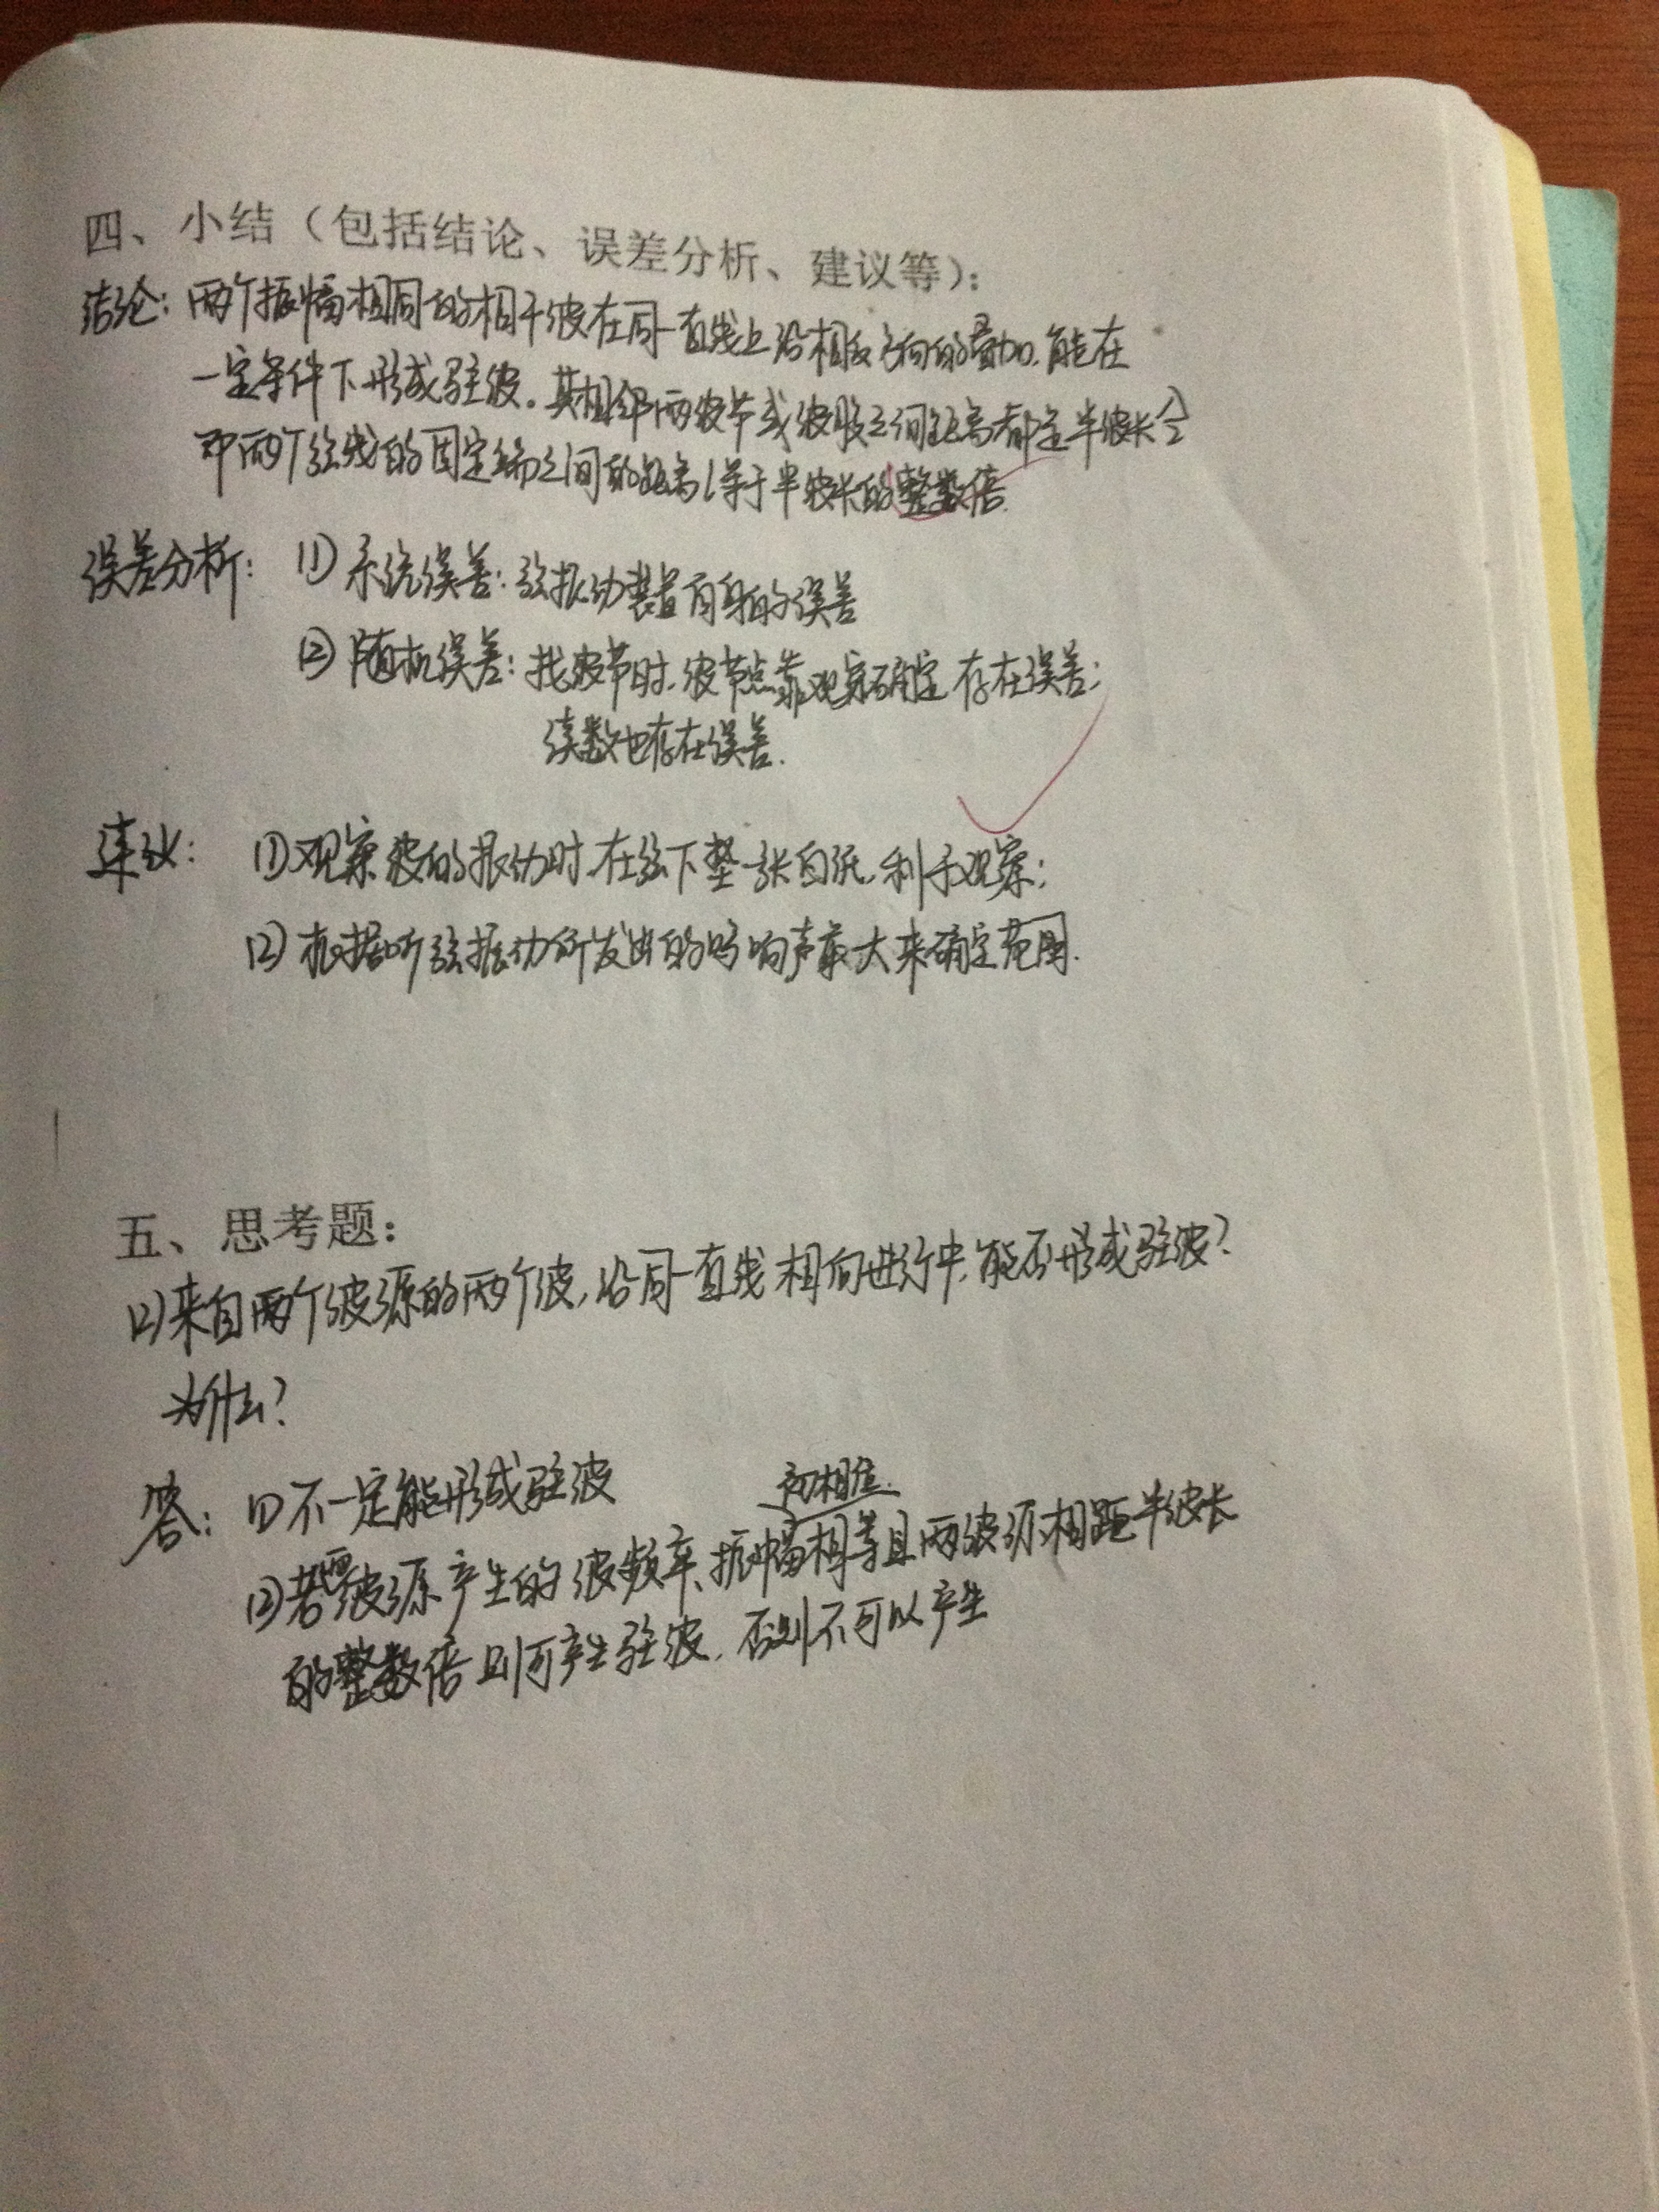 四、小结（包括结论、误差分析、建议等）：
结论：两个振幅相同的相干波在同一直线上沿相反方向的叠加，能在
一定条件下形成驻波。其相邻两波节或波腹之间距离都是半波长
即两个弦线的固定端之间的距离l等于半波长的整数倍.
误差分析： (1) 系统误差：弦振动装置自身的误差
(2) 随机误差：找波节时，波节点靠观察确定 存在误差；
读数也存在误差.
建议： (1) 观察波的振动时，在弦下垫一张白纸，利于观察；
(2) 根据听弦振动所发出的响声最大来确定范围.
五、思考题：
(2) 来自两个波源的两个波，沿同一直线相向进行中，能否形成驻波？
为什么？
答： (1) 不一定能形成驻波
初相位
(2) 若两波源产生的波频率、振幅相等且两波源相距半波长
的整数倍则可产生驻波，否则不可以产生